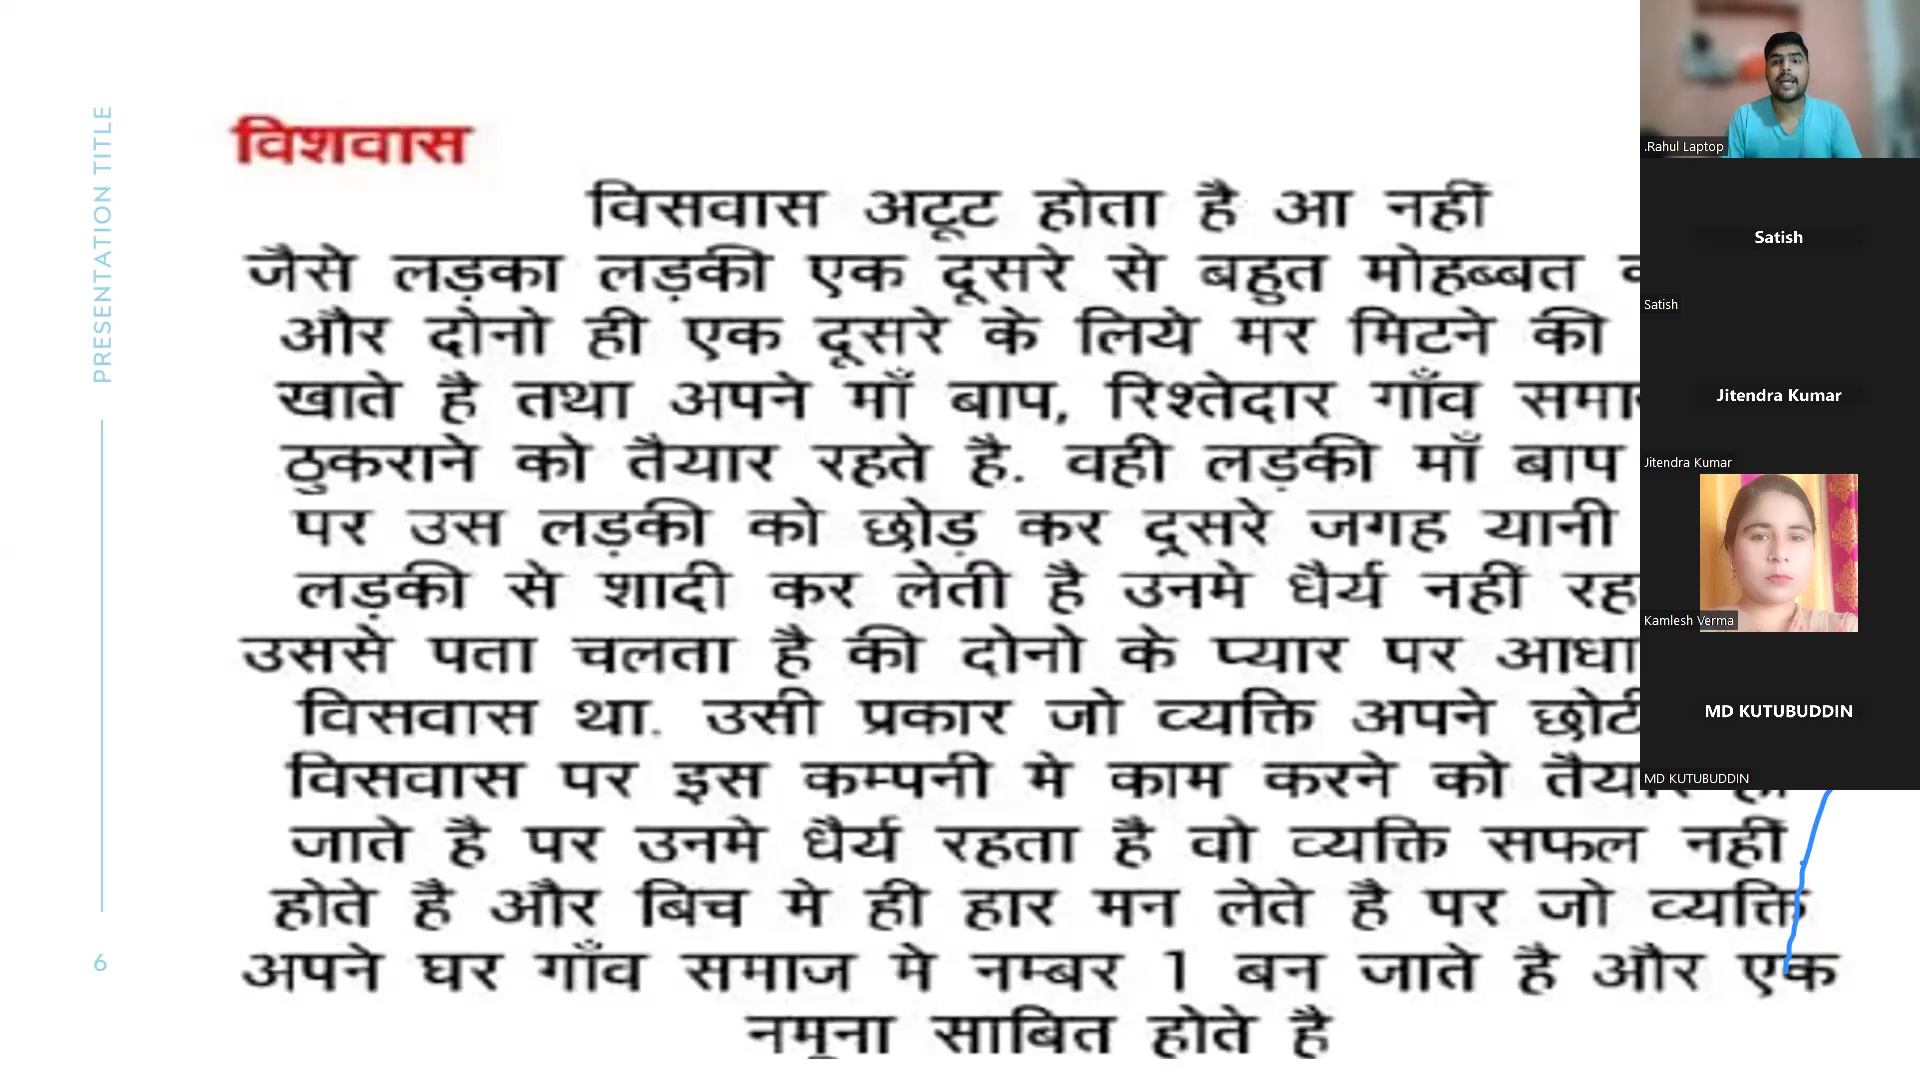 PRESENTATION TITLE
विशवास
विसवास अटूट होता है आ नहीं
जैसे लड़का लड़की एक दूसरे से बहुत मोहब्बत
और दोनो ही एक दूसरे के लिये मर मिटने की
खाते है तथा अपने माँ बाप, रिश्तेदार गाँव
ठुकराने को तैयार रहते है. वही लड़की माँ बाप
पर उस लड़की को छोड़ कर दूसरे जगह यानी
लड़की से शादी कर लेती है उनमे धैर्य नहीं
उससे पता चलता है की दोनो के प्यार पर
विसवास था. उसी प्रकार जो व्यक्ति अपने
विसवास पर इस कम्पनी मे काम करने को
जाते है पर उनमे धैर्य रहता है वो व्यक्ति सफल नहीं
होते है और बिच मे ही हार मन लेते है पर जो व्यक्ति
अपने घर गाँव समाज मे नम्बर 1 बन जाते है और एक
नमूना साबित होते है
6
.Rahul Laptop
Satish
Satish
Jitendra Kumar
Jitendra Kumar
Kamlesh Verma
MD KUTUBUDDIN
MD KUTUBUDDIN